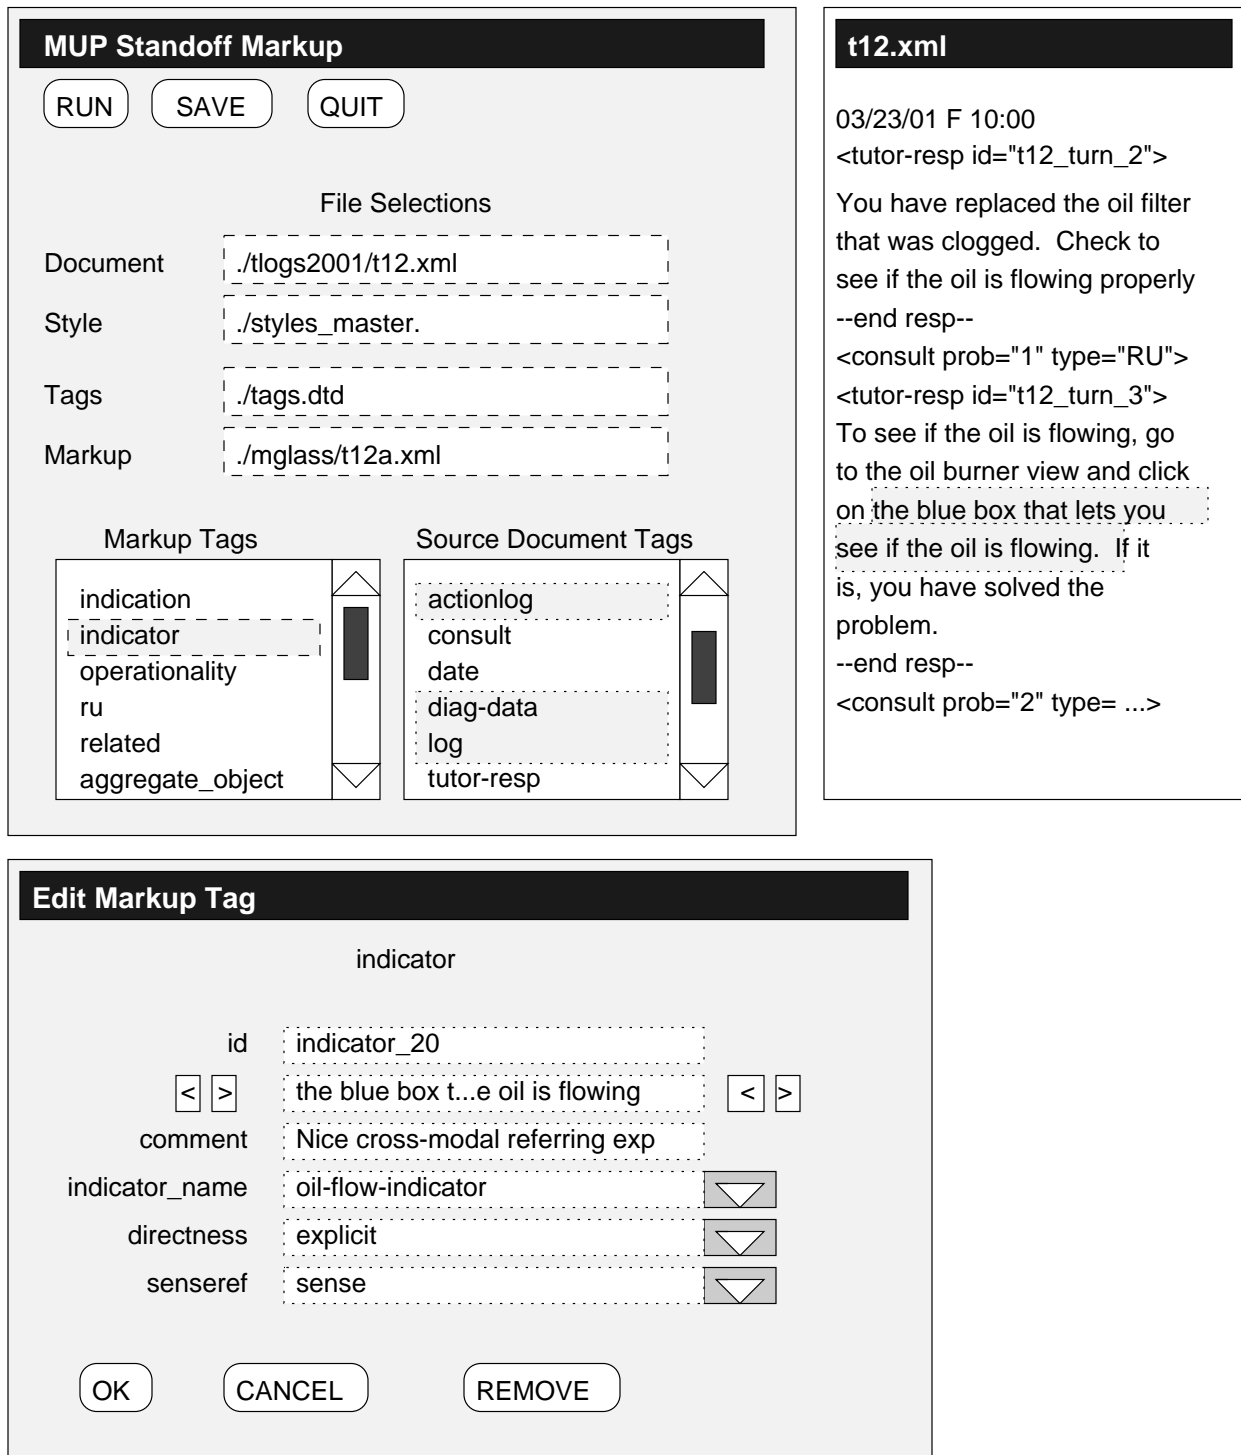 MUP Standoff Markup
RUN SAVE QUIT
File Selections
Document ./tlogs2001/t12.xml
Style ./styles_master.
Tags ./tags.dtd
Markup ./mglass/t12a.xml
Markup Tags
indication
indicator
operationality
ru
related
aggregate_object
Source Document Tags
actionlog
consult
date
diag-data
log
tutor-resp
t12.xml
03/23/01 F 10:00
<tutor-resp id="t12_turn_2">
You have replaced the oil filter
that was clogged.  Check to
see if the oil is flowing properly
--end resp--
<consult prob="1" type="RU">
<tutor-resp id="t12_turn_3">
To see if the oil is flowing, go
to the oil burner view and click
on the blue box that lets you
see if the oil is flowing.  If it
is, you have solved the
problem.
--end resp--
<consult prob="2" type= ...>
Edit Markup Tag
indicator
id indicator_20
< > the blue box t...e oil is flowing < >
comment Nice cross-modal referring exp
indicator_name oil-flow-indicator
directness explicit
senseref sense
OK CANCEL REMOVE